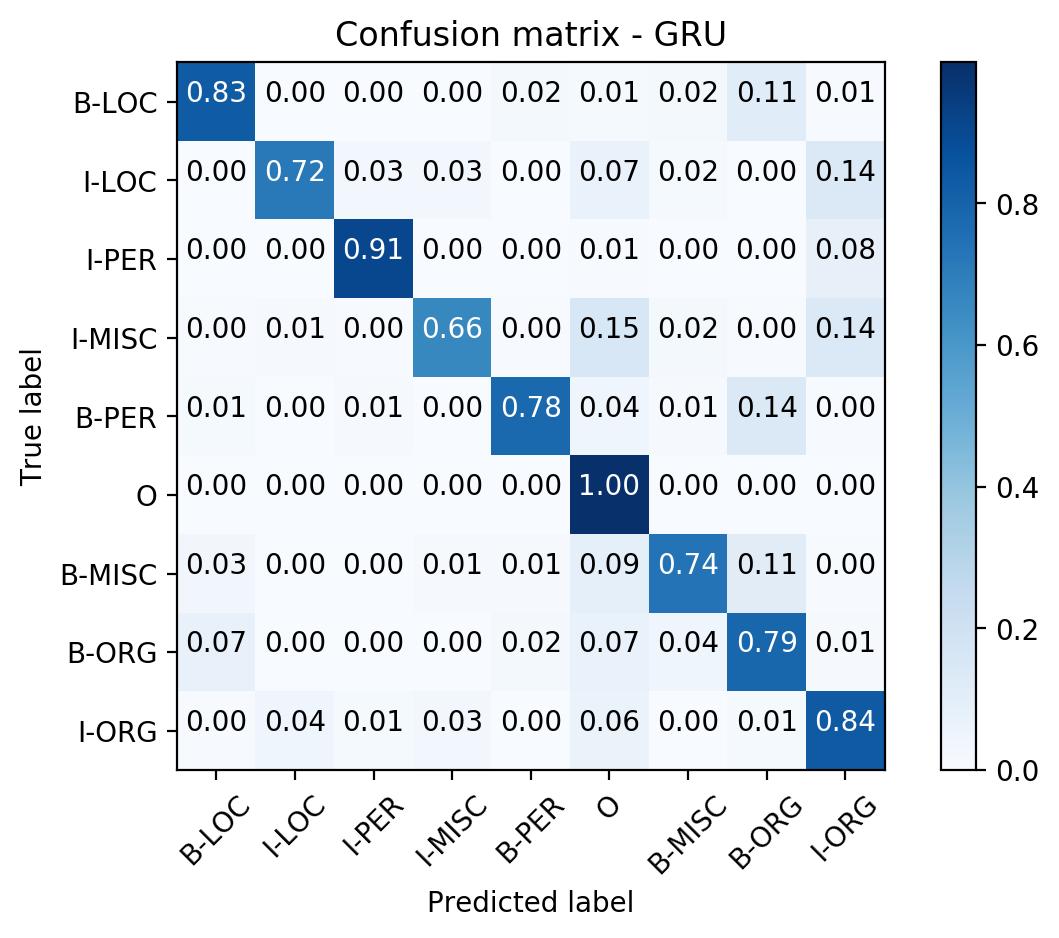 Confusion matrix - GRU
B-LOC 0.83 0.00 0.00 0.00 0.02 0.01 0.02 0.11 0.01
I-LOC 0.00 0.72 0.03 0.03 0.00 0.07 0.02 0.00 0.14
I-PER 0.00 0.00 0.91 0.00 0.00 0.01 0.00 0.00 0.08
I-MISC 0.00 0.01 0.00 0.66 0.00 0.15 0.02 0.00 0.14
B-PER 0.01 0.00 0.01 0.00 0.78 0.04 0.01 0.14 0.00
O 0.00 0.00 0.00 0.00 0.00 1.00 0.00 0.00 0.00
B-MISC 0.03 0.00 0.00 0.01 0.01 0.09 0.74 0.11 0.00
B-ORG 0.07 0.00 0.00 0.00 0.02 0.07 0.04 0.79 0.01
I-ORG 0.00 0.04 0.01 0.03 0.00 0.06 0.00 0.01 0.84
B-LOC I-LOC I-PER I-MISC B-PER O B-MISC B-ORG I-ORG
Predicted label
True label
0.8
0.6
0.4
0.2
0.0